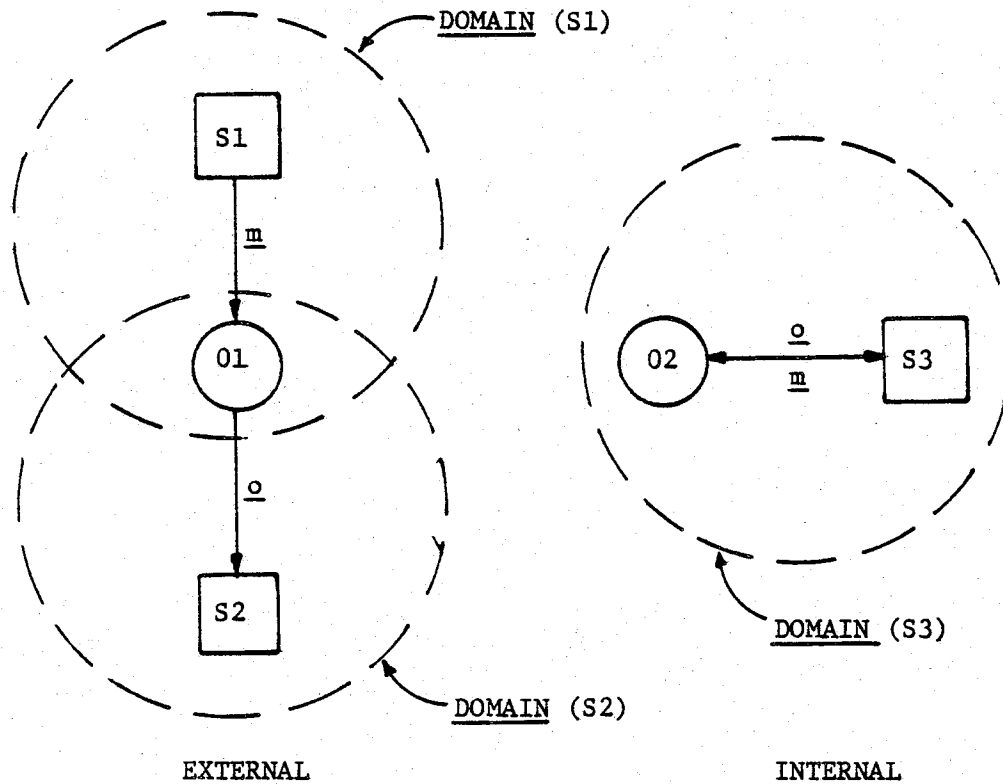 DOMAIN (S1)
S1
m
O1
o
S2
DOMAIN (S2)
EXTERNAL
O2
o
m
S3
DOMAIN (S3)
INTERNAL